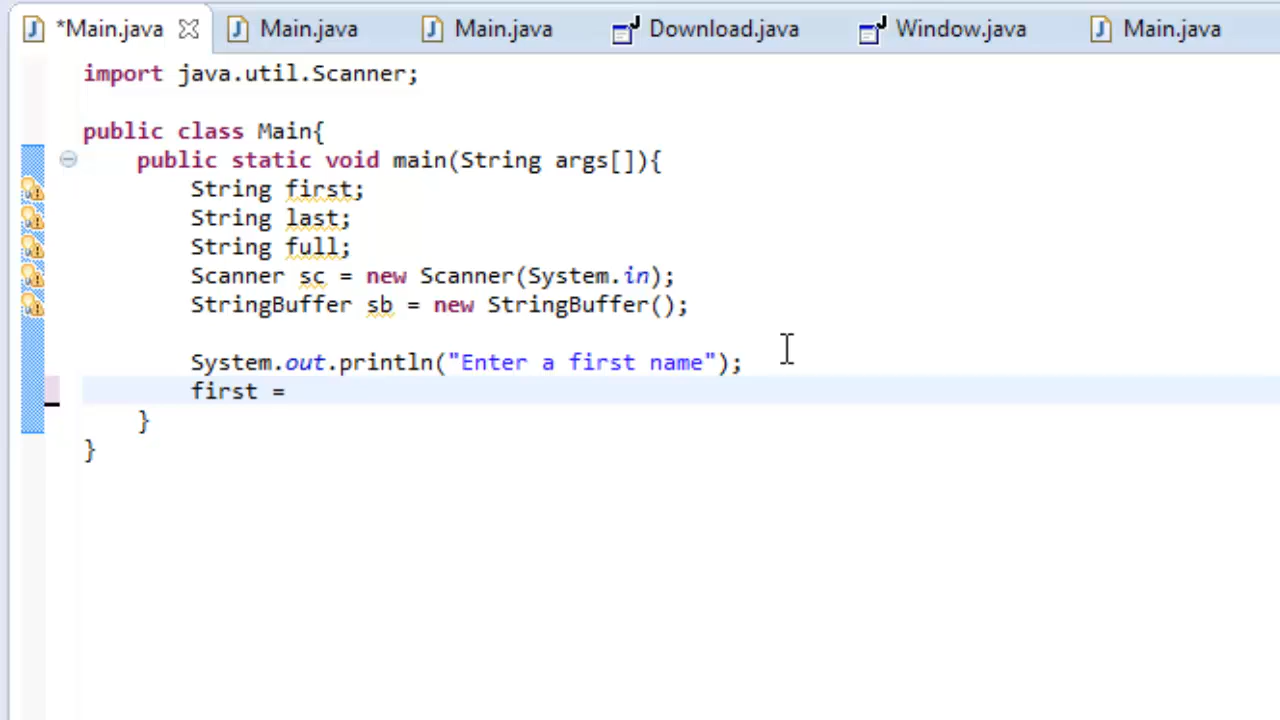 *Main.java Main.java Main.java Download.java Window.java Main.java
import java.util.Scanner;
public class Main{
public static void main(String args[]){
String first;
String last;
String full;
Scanner sc = new Scanner(System.in);
StringBuffer sb = new StringBuffer();
System.out.println("Enter a first name");
first =
}
}